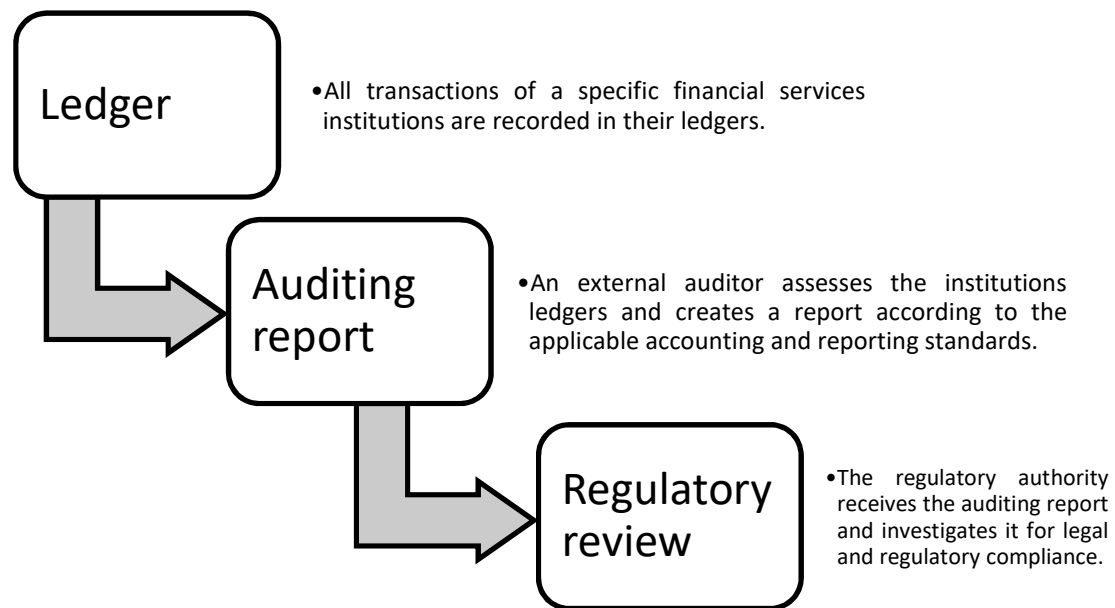 Ledger
•All transactions of a specific financial services
institutions are recorded in their ledgers.
Auditing
report
•An external auditor assesses the institutions
ledgers and creates a report according to the
applicable accounting and reporting standards.
Regulatory
review
•The regulatory authority
receives the auditing report
and investigates it for legal
and regulatory compliance.